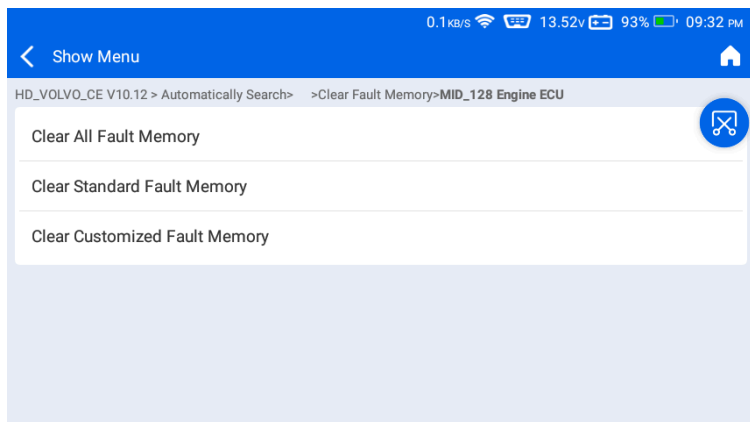 0.1KB/S 13.52V 93% 09:32 PM
Show Menu
HD_VOLVO_CE V10.12 > Automatically Search> >Clear Fault Memory>MID_128 Engine ECU
Clear All Fault Memory
Clear Standard Fault Memory
Clear Customized Fault Memory